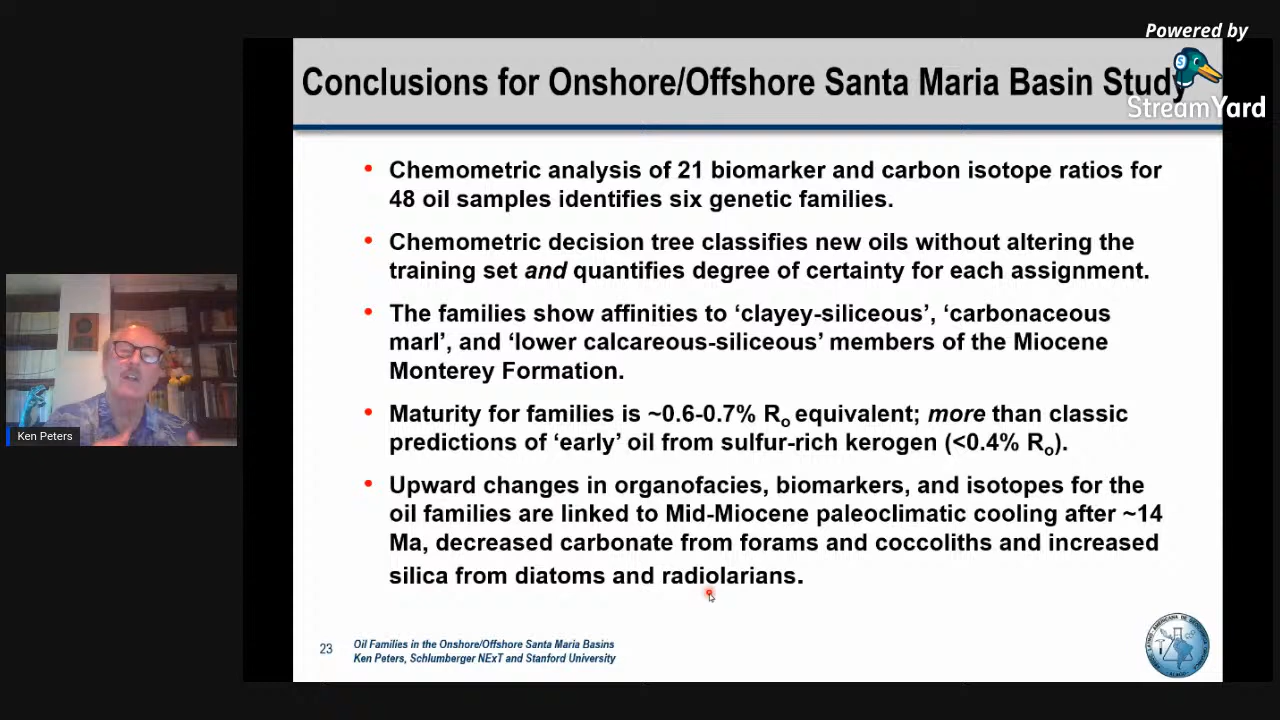 Powered by
StreamYard
Conclusions for Onshore/Offshore Santa Maria Basin Study
• Chemometric analysis of 21 biomarker and carbon isotope ratios for
48 oil samples identifies six genetic families.
• Chemometric decision tree classifies new oils without altering the
training set and quantifies degree of certainty for each assignment.
• The families show affinities to ‘clayey-siliceous’, ‘carbonaceous
marl’, and ‘lower calcareous-siliceous’ members of the Miocene
Monterey Formation.
• Maturity for families is ~0.6-0.7% Ro equivalent; more than classic
predictions of ‘early’ oil from sulfur-rich kerogen (<0.4% Ro).
• Upward changes in organofacies, biomarkers, and isotopes for the
oil families are linked to Mid-Miocene paleoclimatic cooling after ~14
Ma, decreased carbonate from forams and coccoliths and increased
silica from diatoms and radiolarians.
Ken Peters
23
Oil Families in the Onshore/Offshore Santa Maria Basins
Ken Peters, Schlumberger NExT and Stanford University